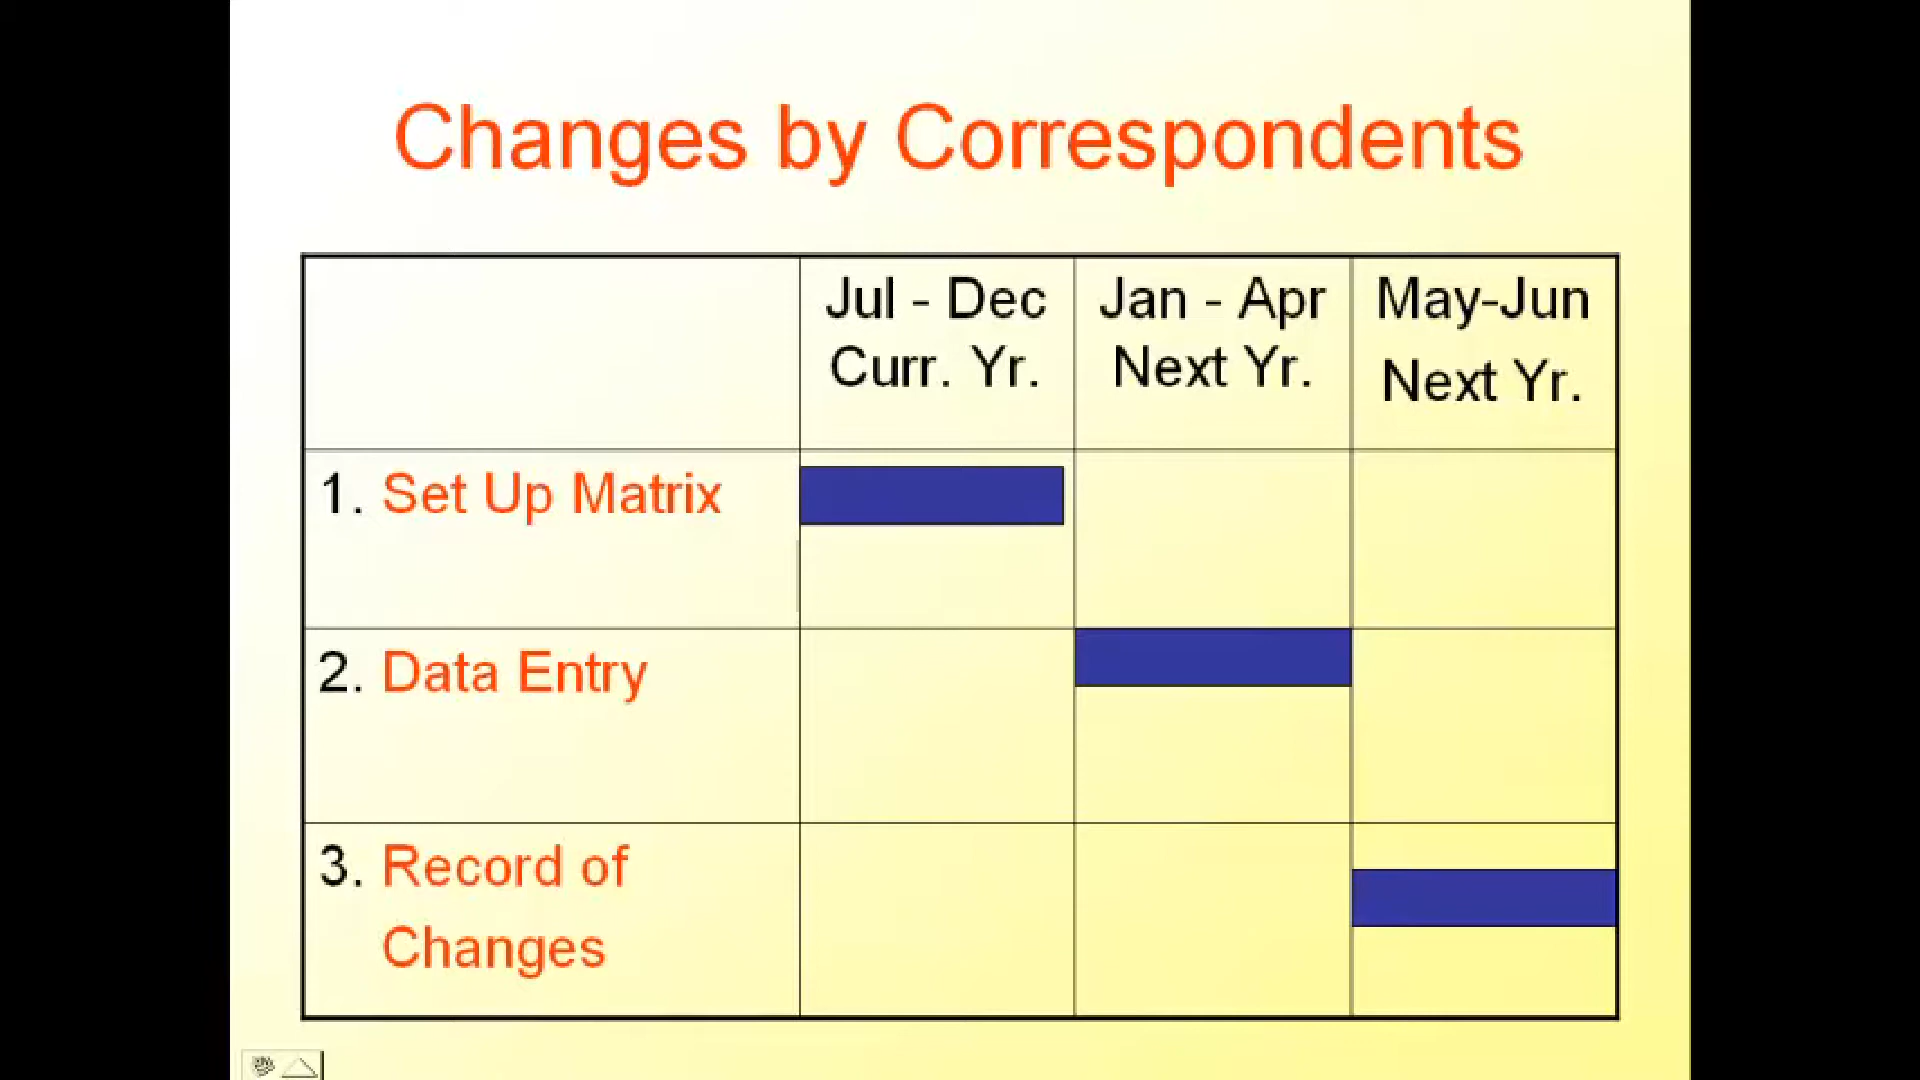 Changes by Correspondents
Jul - Dec
Curr. Yr.
Jan - Apr
Next Yr.
May-Jun
Next Yr.
1. Set Up Matrix
2. Data Entry
3. Record of
Changes